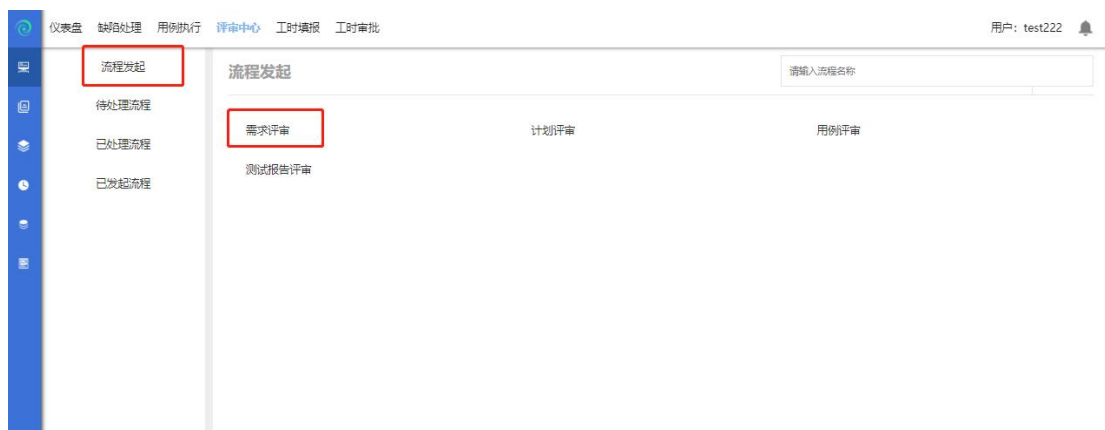 仪表盘 缺陷处理 用例执行 评审中心 工时填报 工时审批 用户：test222
流程发起
待处理流程
已处理流程
已发起流程
流程发起 请输入流程名称
需求评审 计划评审 用例评审
测试报告评审